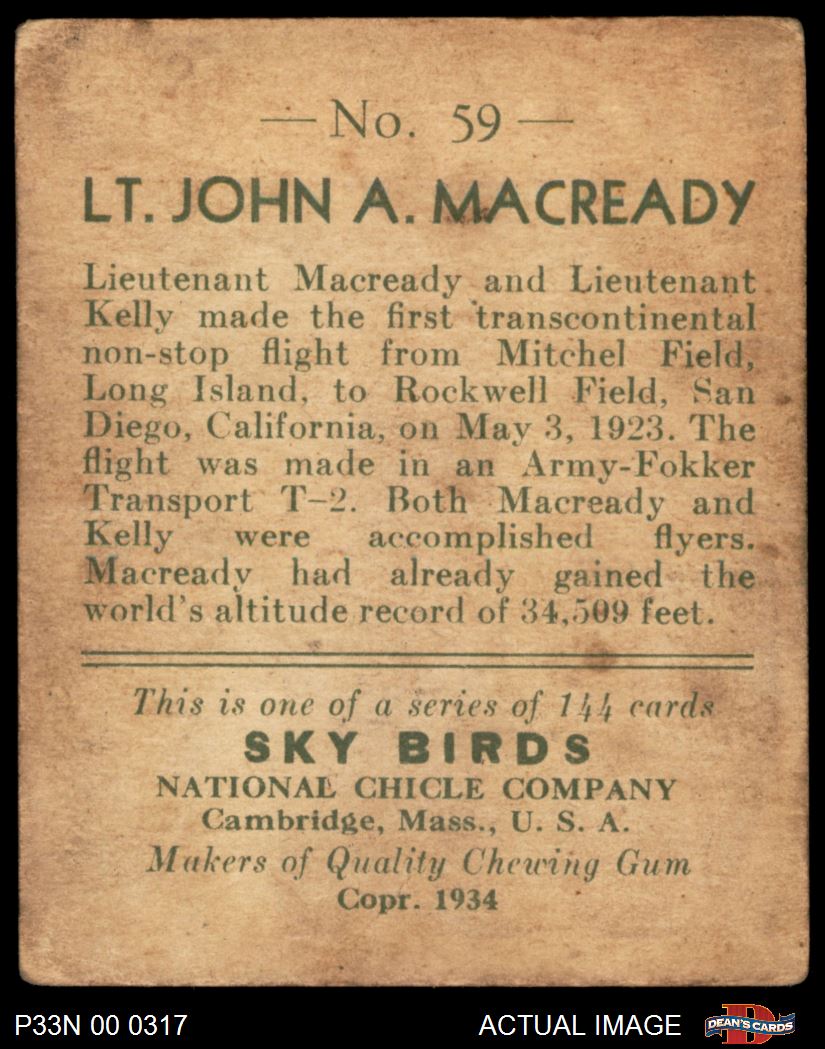 — No. 59 —
LT. JOHN A. MACREADY
Lieutenant Macready and Lieutenant
Kelly made the first transcontinental
non-stop flight from Mitchel Field,
Long Island, to Rockwell Field, San
Diego, California, on May 3, 1923. The
flight was made in an Army-Fokker
Transport T-2. Both Macready and
Kelly were accomplished flyers.
Macready had already gained the
world's altitude record of 34,509 feet.
This is one of a series of 144 cards
SKY BIRDS
NATIONAL CHICLE COMPANY
Cambridge, Mass., U. S. A.
Makers of Quality Chewing Gum
Copr. 1934
P33N 00 0317
ACTUAL IMAGE
D
DEAN'S CARDS